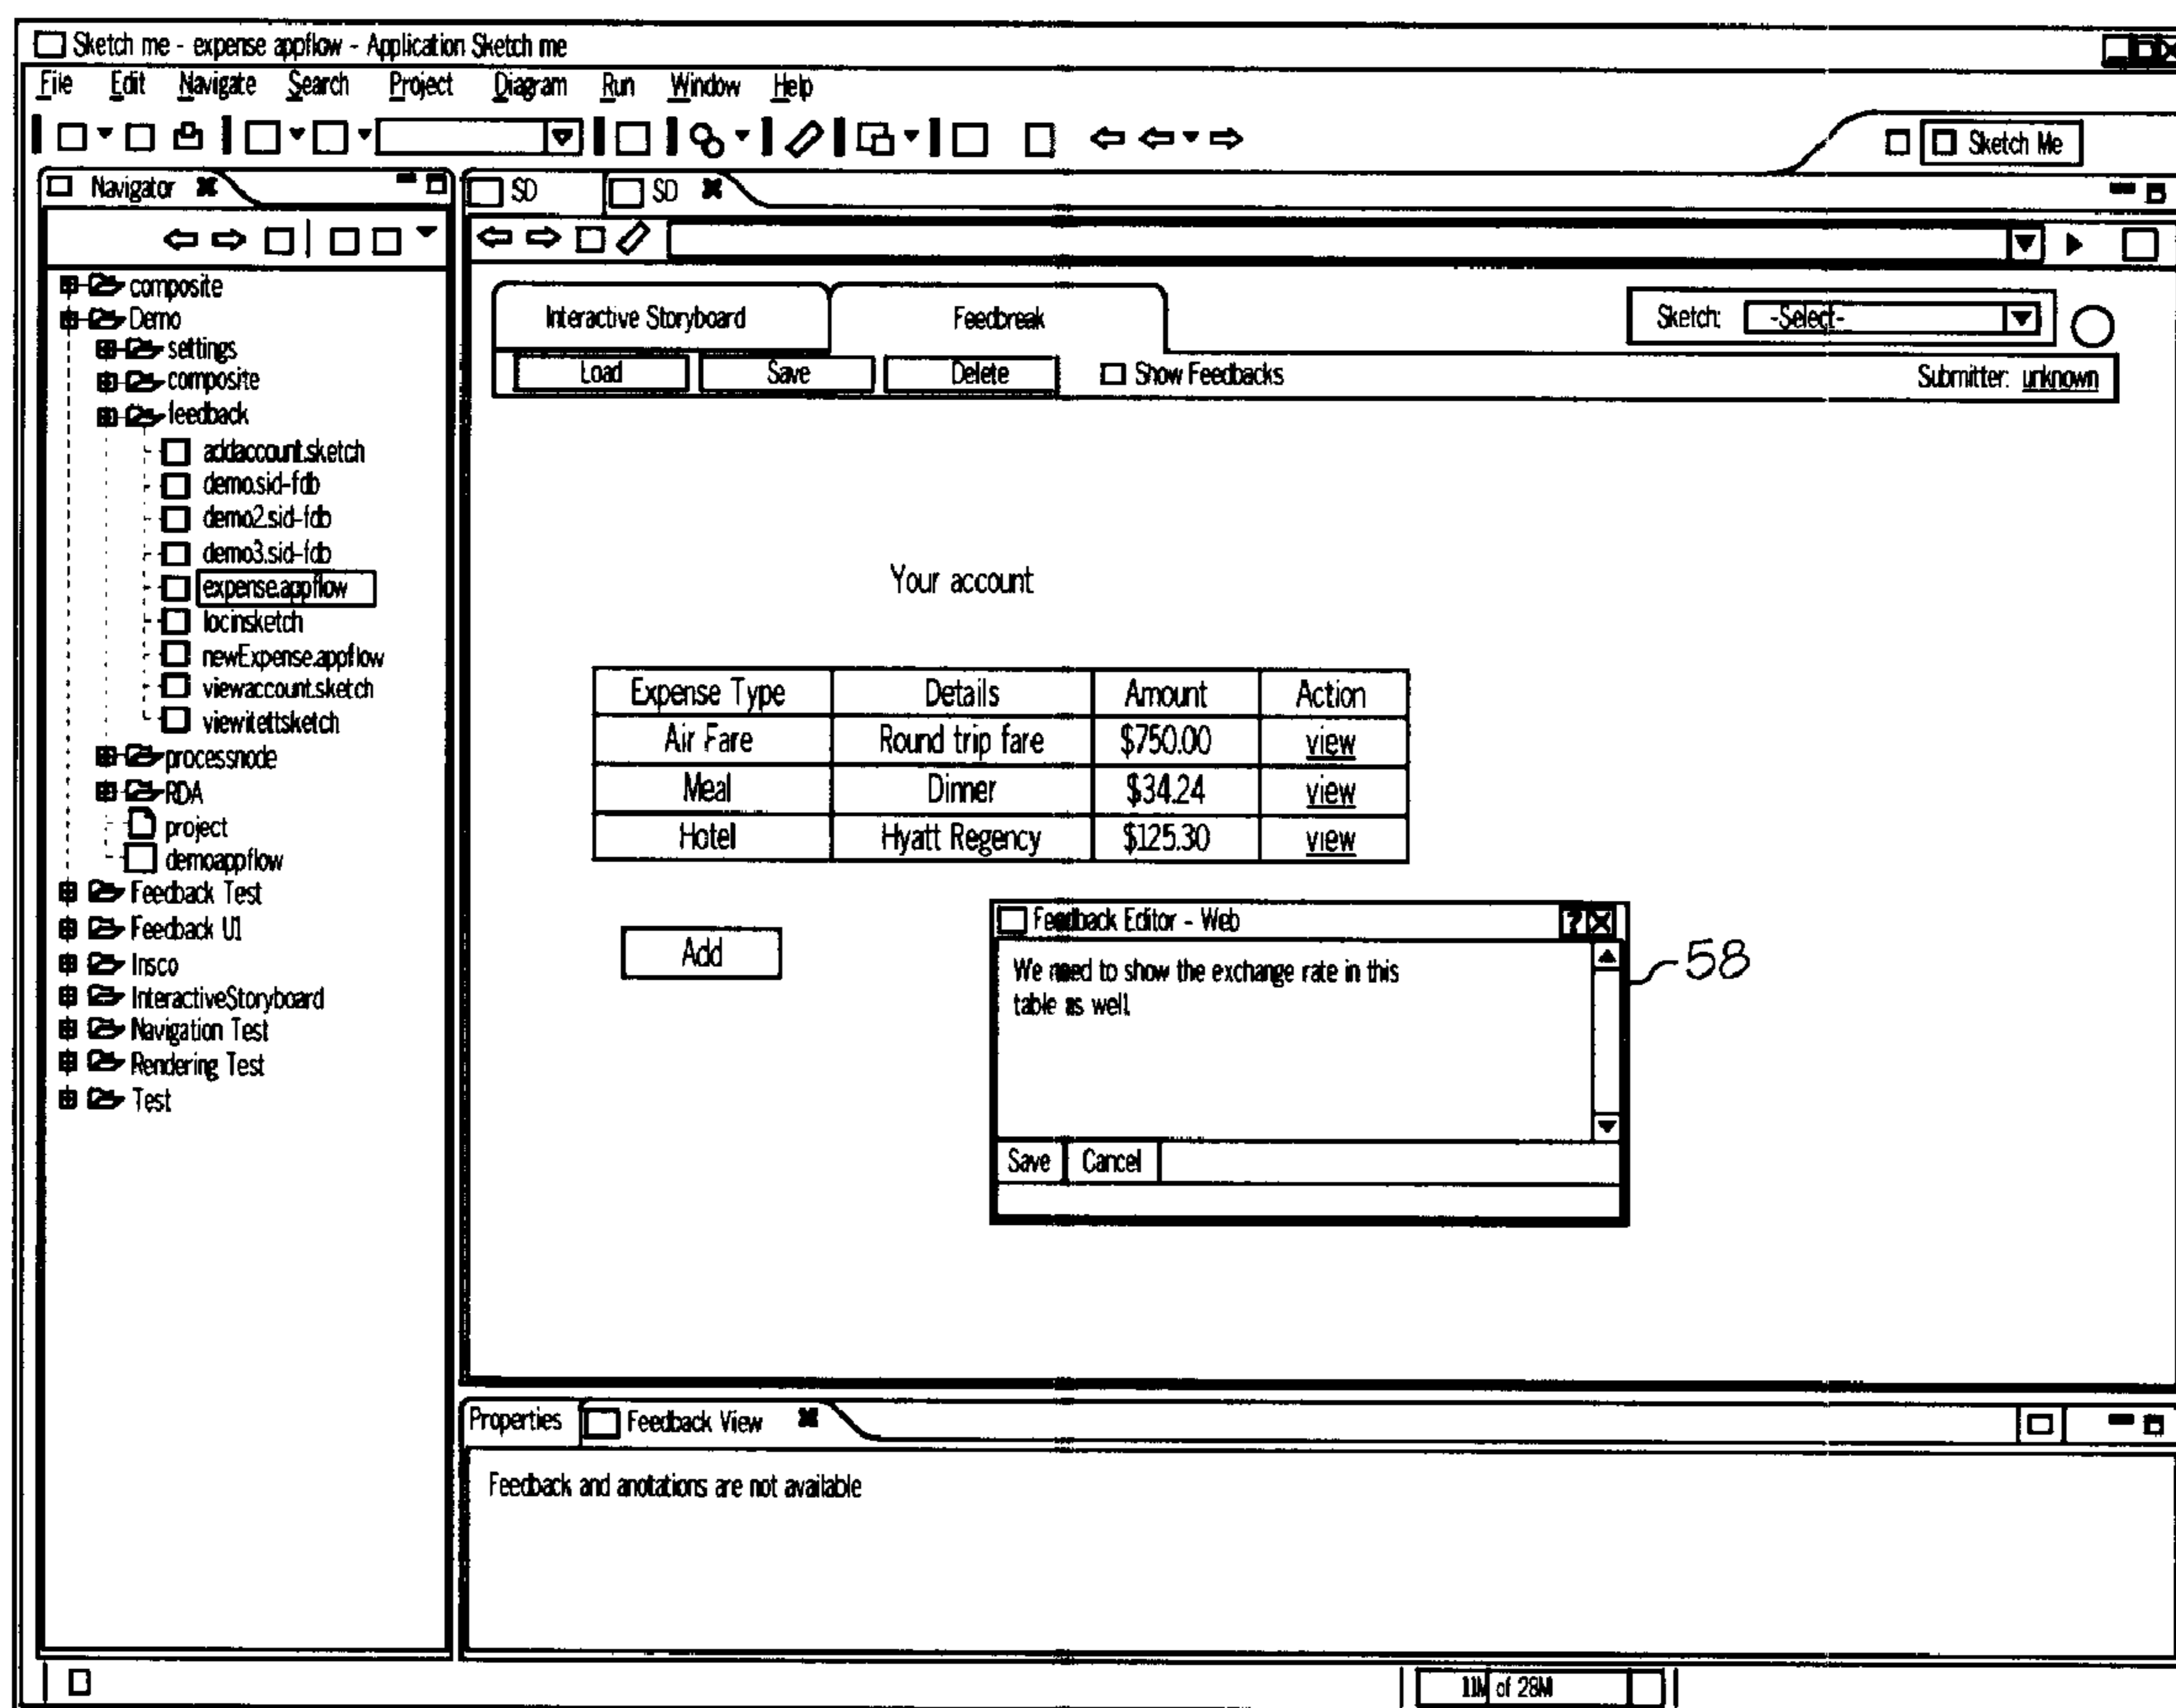 Sketch me - expense appflow - Application Sketch me
File Edit Navigate Search Project Diagram Run Window Help
Sketch Me
Navigator
SD SD
composite
Demo
settings
composite
feedback
addaccount.sketch
demo.sid-fdb
demo2.sid-fdb
demo3.sid-fdb
expense.appflow
locinsketch
newExpense.appflow
viewaccount.sketch
viewitettsketch
processnode
RDA
project
demoappflow
Feedback Test
Feedback UI
Insco
InteractiveStoryboard
Navigation Test
Rendering Test
Test
Interactive Storyboard Feedbreak
Sketch: -Select-
Load Save Delete Show Feedbacks Submitter: unknown
Your account
Expense Type Details Amount Action
Air Fare Round trip fare $750.00 view
Meal Dinner $34.24 view
Hotel Hyatt Regency $125.30 view
Add
Feedback Editor - Web ? X
We need to show the exchange rate in this
table as well.
Save Cancel
58
Properties Feedback View
Feedback and anotations are not available
11M of 28M